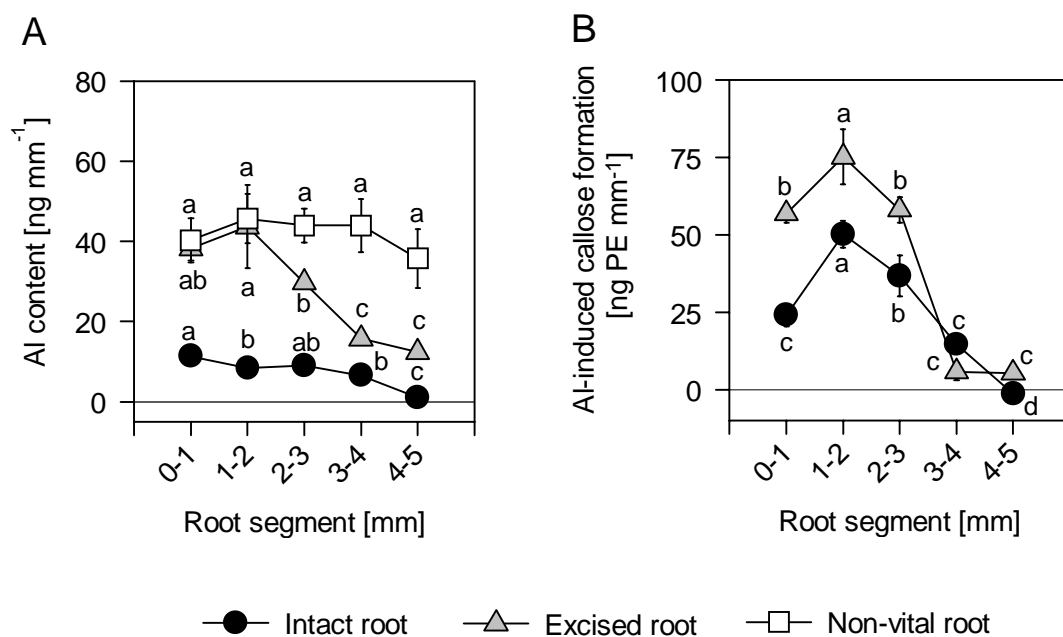 A
Al content [ng mm-1]
80
60
40
20
0
a
a
a
a
a
ab
a
b
c
c
a
b
ab
b
c
0-1
1-2
2-3
3-4
4-5
Root segment [mm]
B
Al-induced callose formation
[ng PE mm-1]
100
75
50
25
0
b
a
b
c
a
b
c
c
c
d
0-1
1-2
2-3
3-4
4-5
Root segment [mm]
Intact root
Excised root
Non-vital root